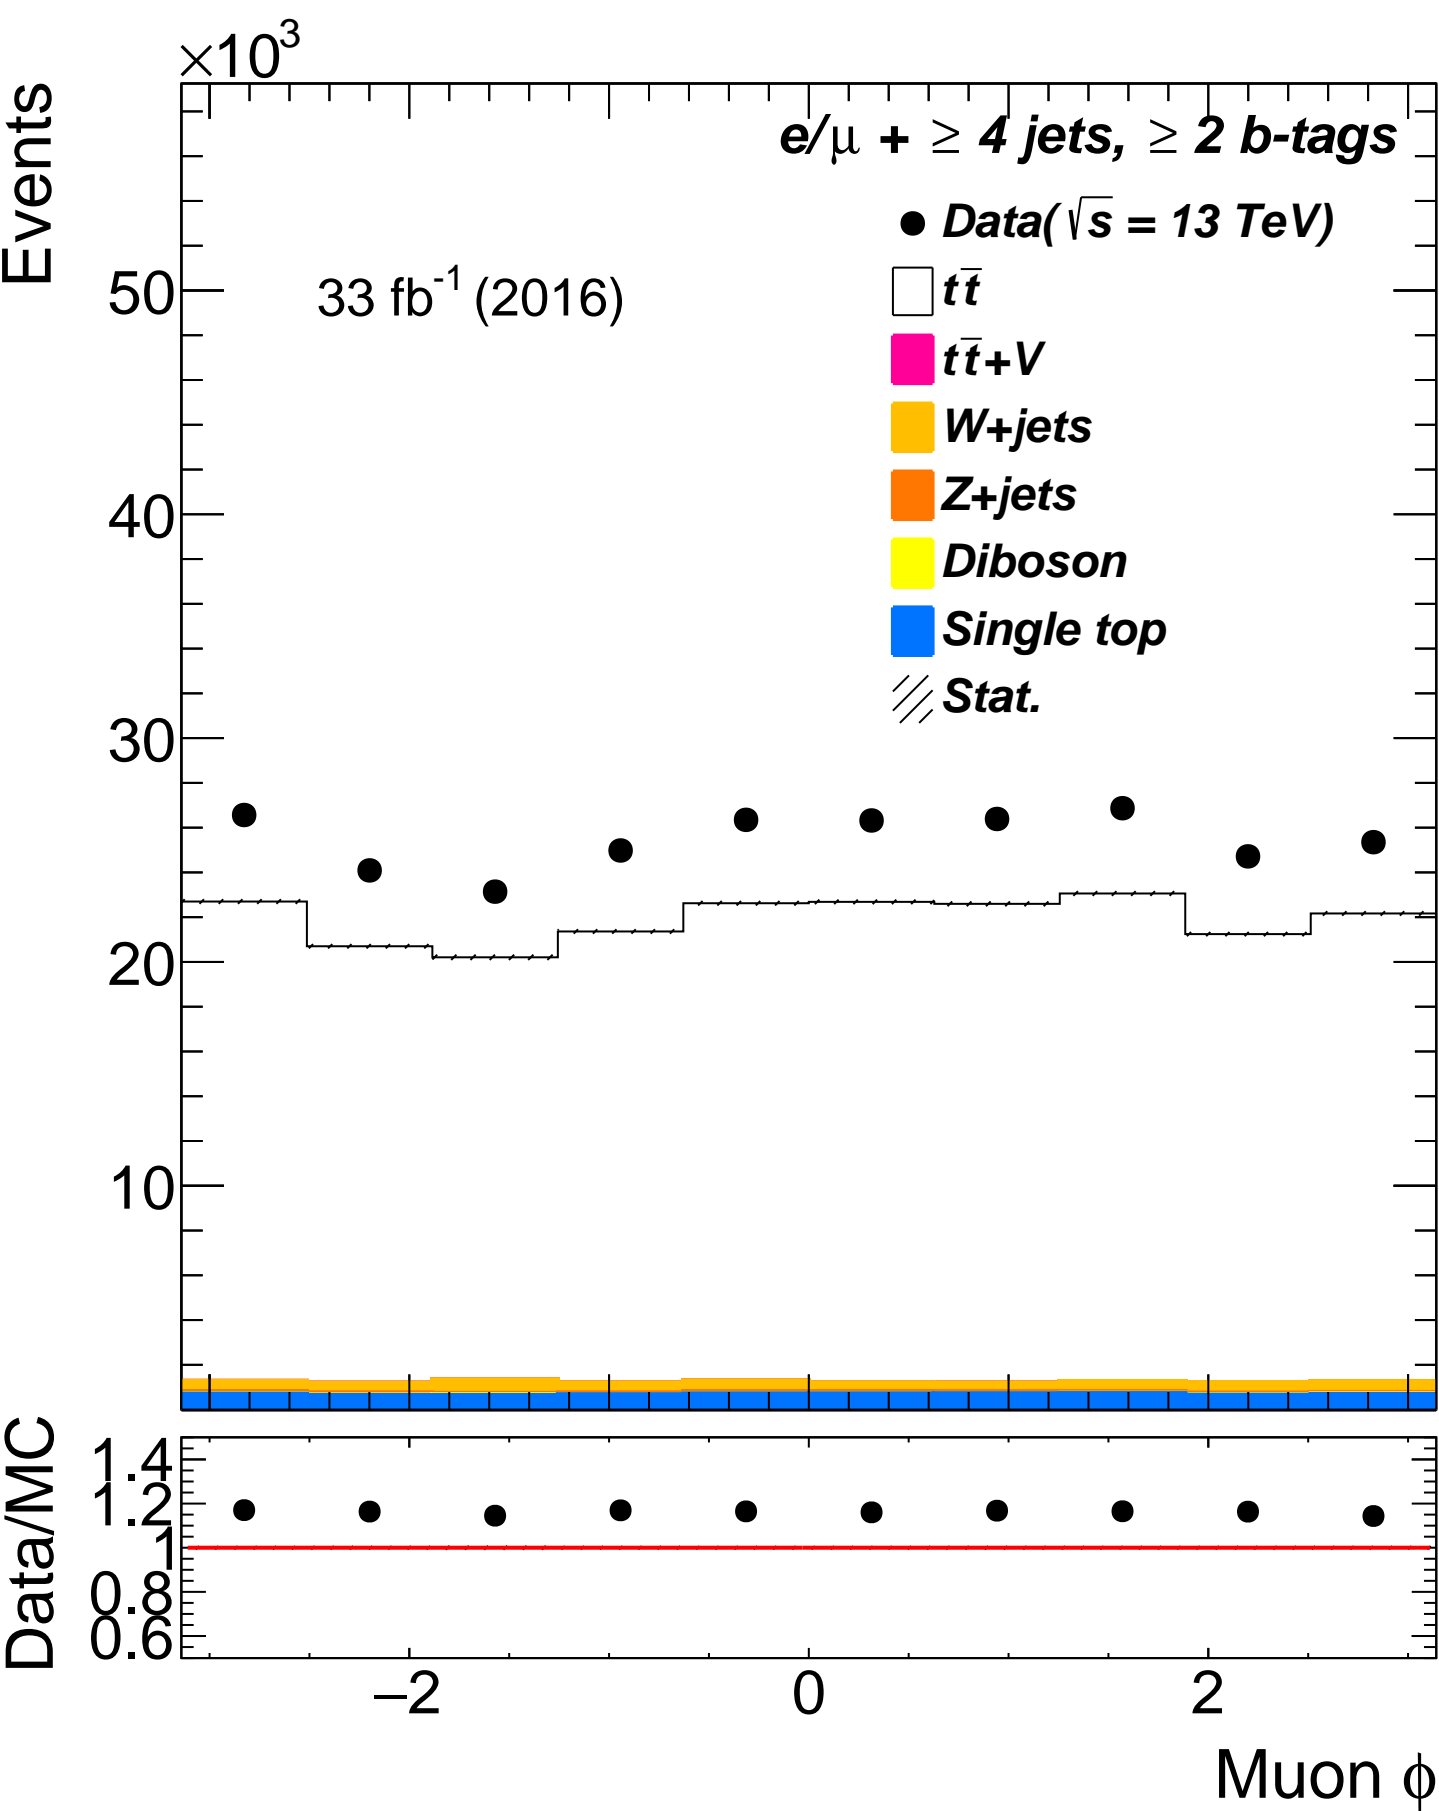 ×10³
Events
e/μ + ≥ 4 jets, ≥ 2 b-tags
Data(√s = 13 TeV)
33 fb⁻¹ (2016)
tt̅
tt̅+V
W+jets
Z+jets
Diboson
Single top
Stat.
50
40
30
20
10
Data/MC
1.4
1.2
1
0.8
0.6
−2 0 2
Muon ϕ